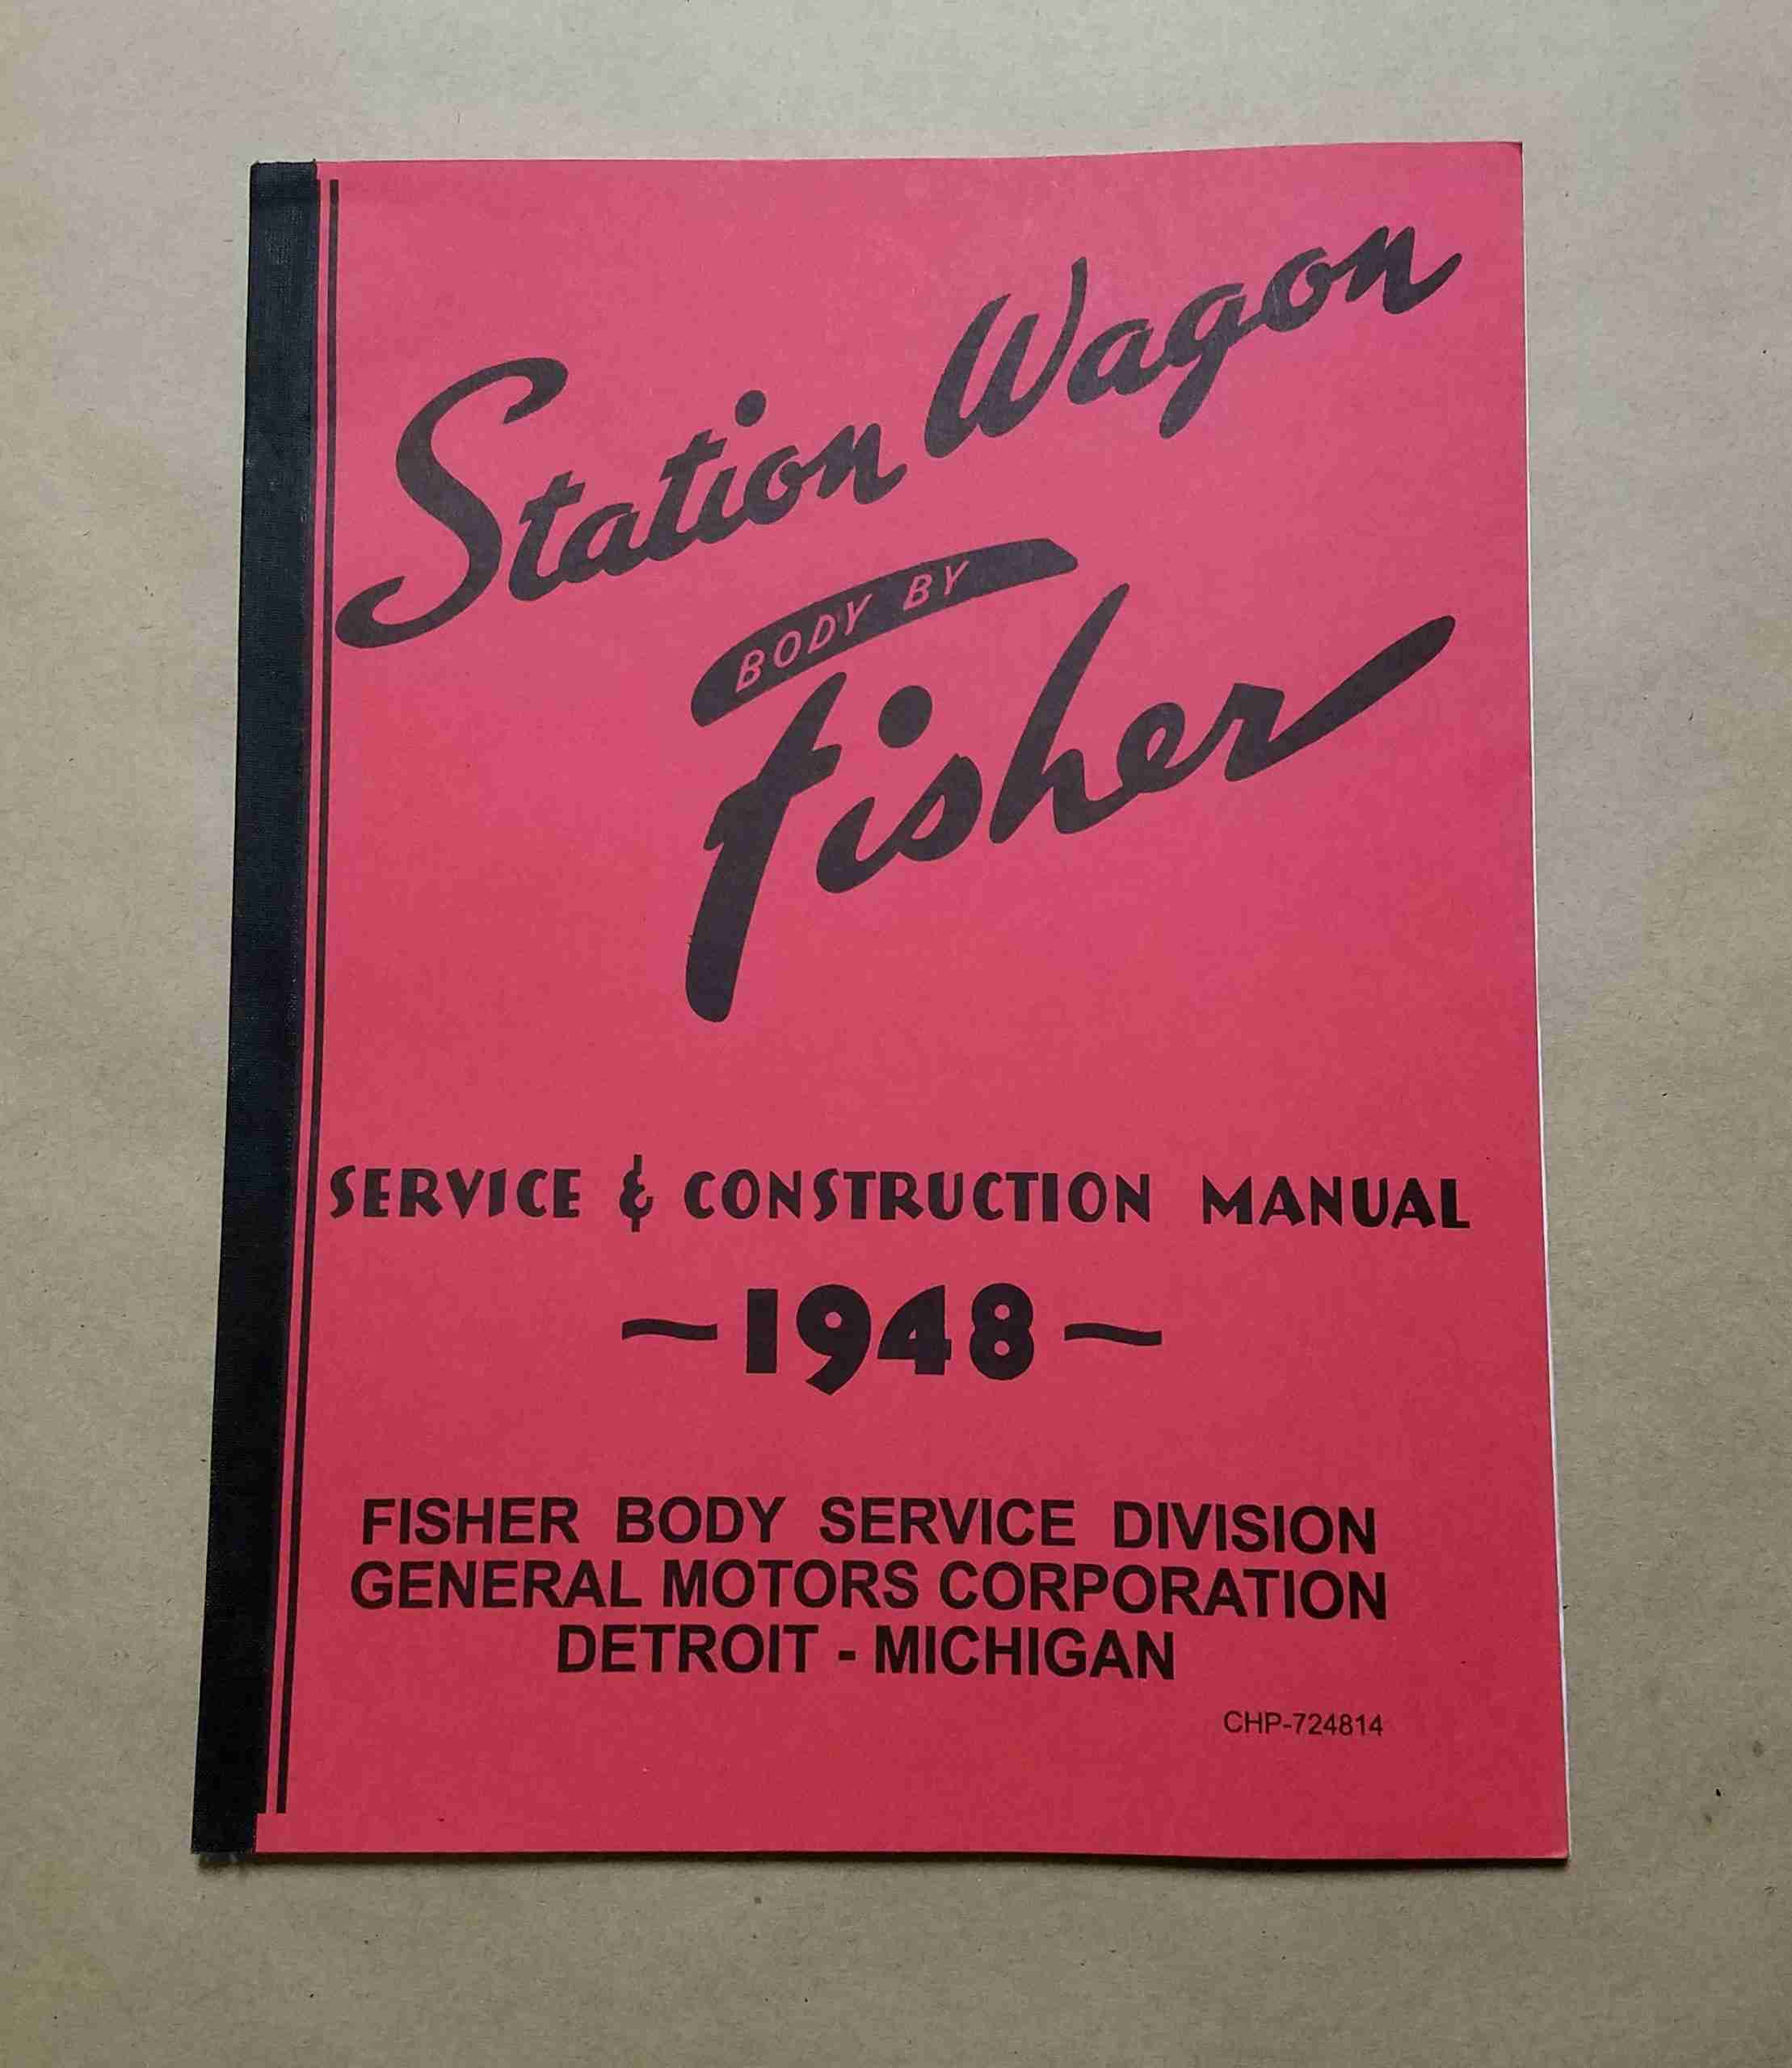 Station Wagon
BODY BY
Fisher
SERVICE & CONSTRUCTION MANUAL
~1948~
FISHER BODY SERVICE DIVISION
GENERAL MOTORS CORPORATION
DETROIT - MICHIGAN
CHP-724814